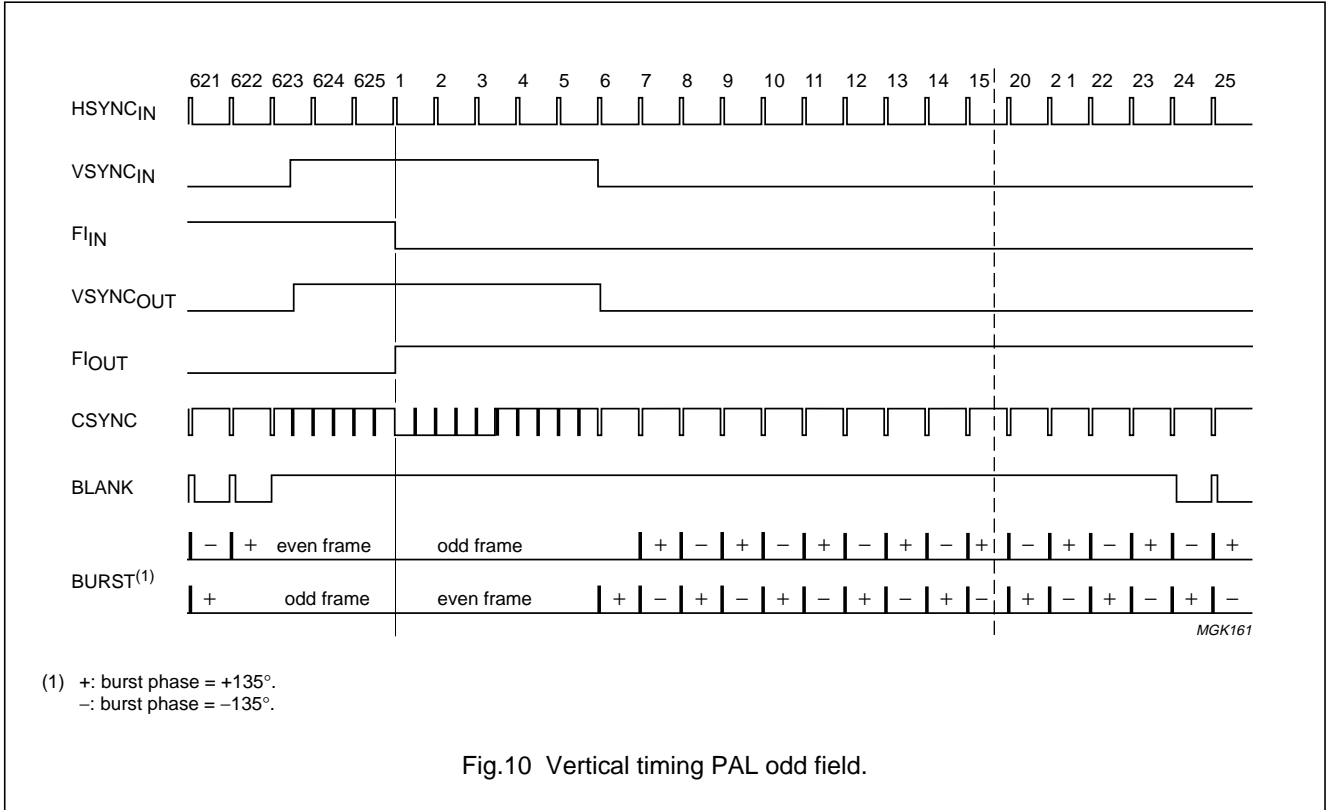 621 622 623 624 625 1 2 3 4 5 6 7 8 9 10 11 12 13 14 15 20 2 1 22 23 24 25
HSYNCIN
VSYNCIN
FIIN
VSYNCOUT
FIOUT
CSYNC
BLANK
− + even frame odd frame + − + − + − + − + − + − + − +
BURST(1)
+ odd frame even frame + − + − + − + − + − + − + − + −
MGK161
(1) +: burst phase = +135°.
−: burst phase = −135°.
Fig.10 Vertical timing PAL odd field.